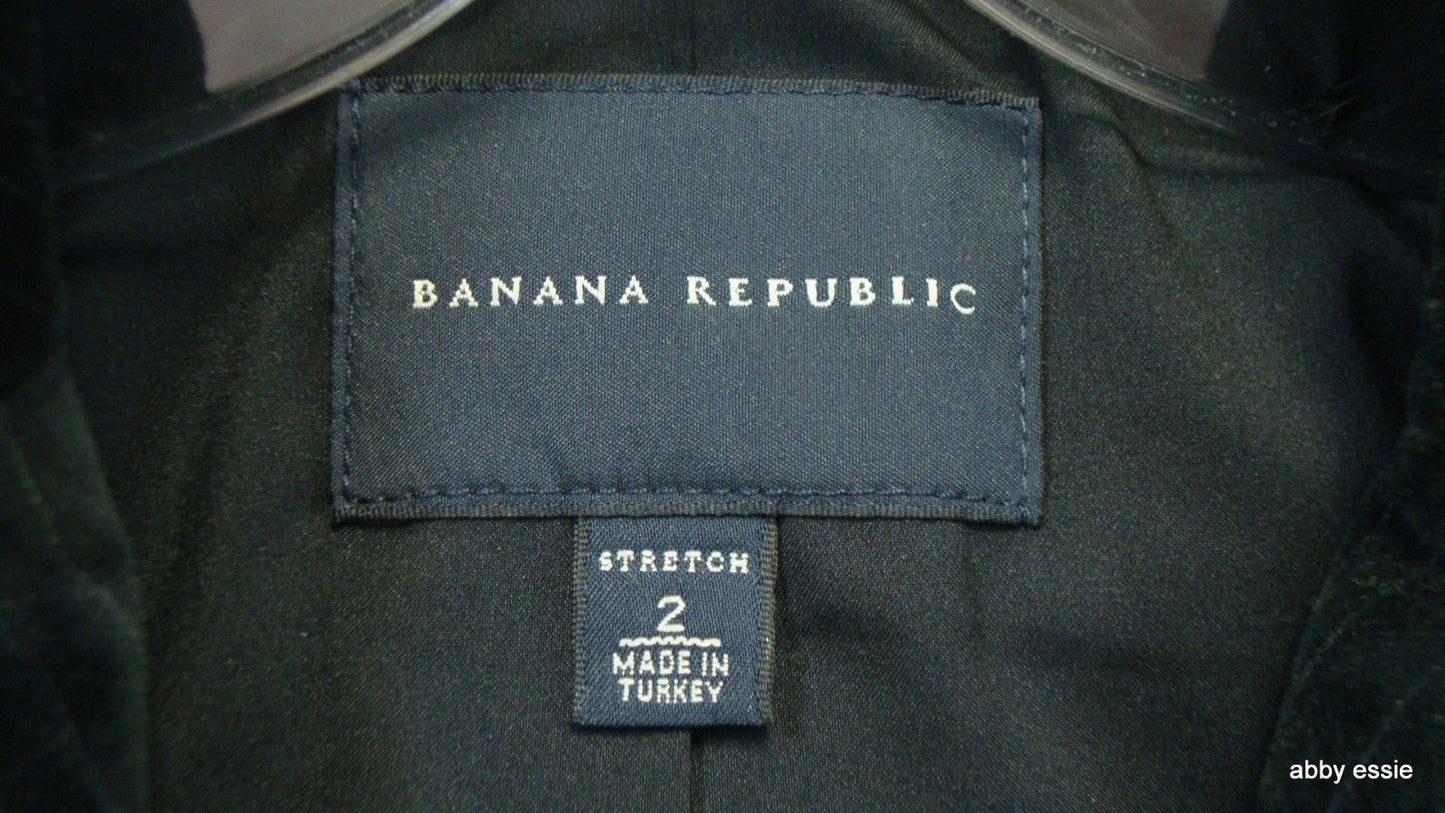 BANANA REPUBLIC
STRETCH
2
MADE IN
TURKEY
abby essie